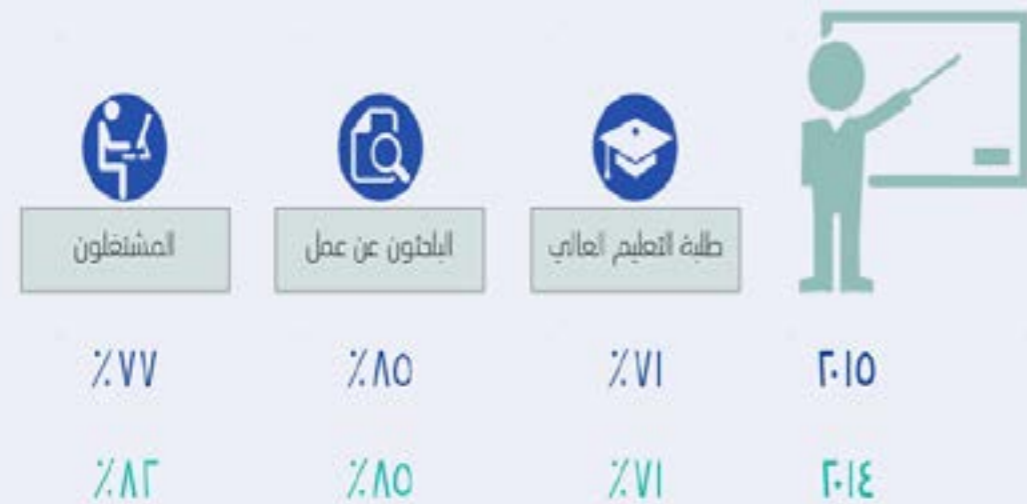 طلبة التعليم العالي
الباحثون عن عمل
المشتغلون
٢٠١٥ ٧١٪ ٨٥٪ ٧٧٪
٢٠١٤ ٧١٪ ٨٥٪ ٨٢٪